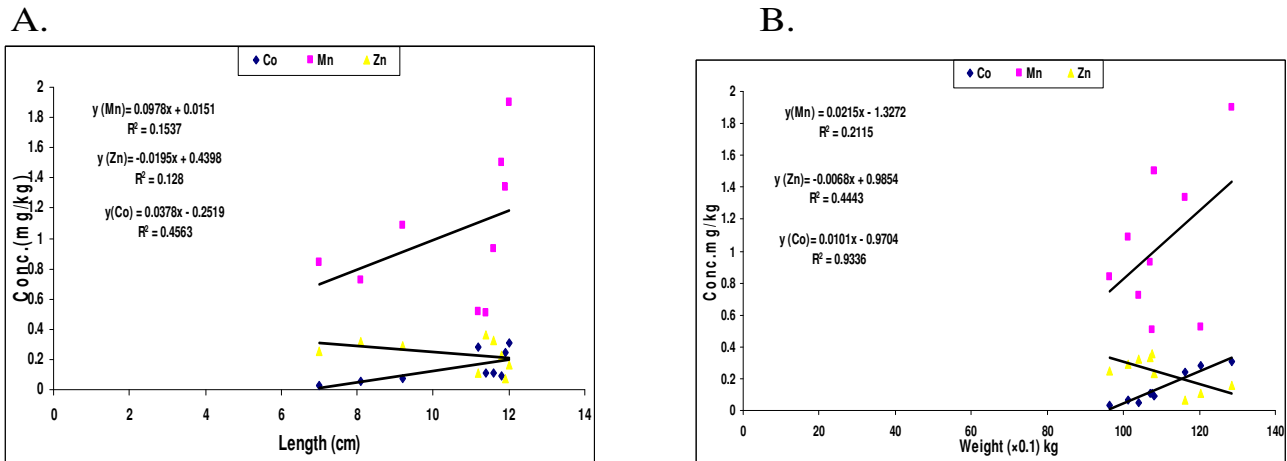 A.
Co Mn Zn
y (Mn) = 0.0978x + 0.0151
R² = 0.1537
y (Zn)= -0.0195x + 0.4398
R² = 0.128
y(Co) = 0.0378x - 0.2519
R² = 0.4563
Conc.(mg/kg)
2
1.8
1.6
1.4
1.2
1
0.8
0.6
0.4
0.2
0
0 2 4 6 8 10 12 14
Length (cm)
B.
Co Mn Zn
y(Mn) = 0.0215x - 1.3272
R² = 0.2115
y (Zn)= -0.0068x + 0.9854
R² = 0.4443
y (Co) = 0.0101x - 0.9704
R² = 0.9336
Conc.mg/kg
2
1.8
1.6
1.4
1.2
1
0.8
0.6
0.4
0.2
0
0 20 40 60 80 100 120 140
Weight (×0.1) kg